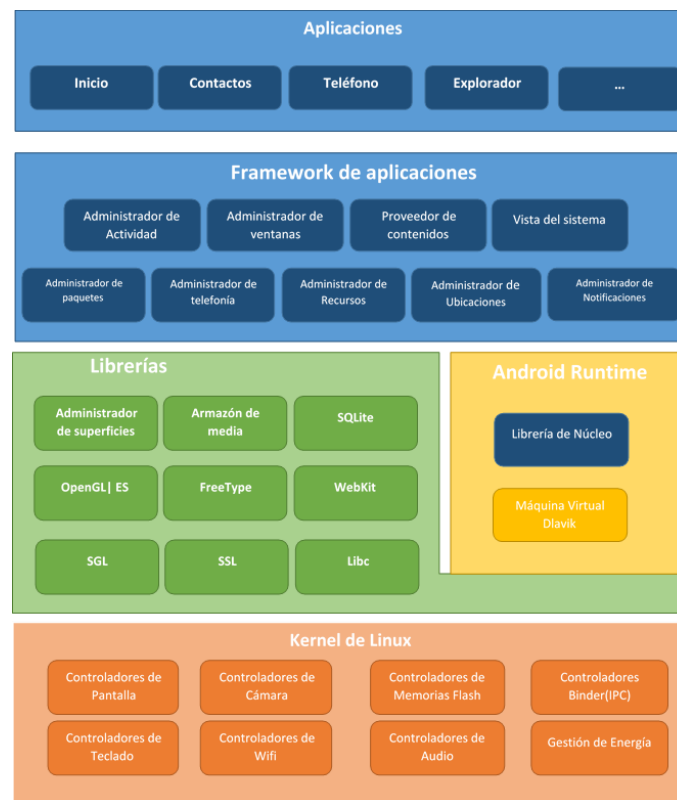 Aplicaciones
Inicio
Contactos
Teléfono
Explorador
...
Framework de aplicaciones
Administrador de
Actividad
Administrador de
ventanas
Proveedor de
contenidos
Vista del sistema
Administrador de
paquetes
Administrador de
telefonía
Administrador de
Recursos
Administrador de
Ubicaciones
Administrador de
Notificaciones
Librerías
Administrador
de superficies
Armazón de
media
SQLite
OpenGL| ES
FreeType
WebKit
SGL
SSL
Libc
Android Runtime
Librería de Núcleo
Máquina Virtual
Dlavik
Kernel de Linux
Controladores de
Pantalla
Controladores de
Cámara
Controladores de
Memorias Flash
Controladores
Binder(IPC)
Controladores de
Teclado
Controladores de
Wifi
Controladores de
Audio
Gestión de Energía